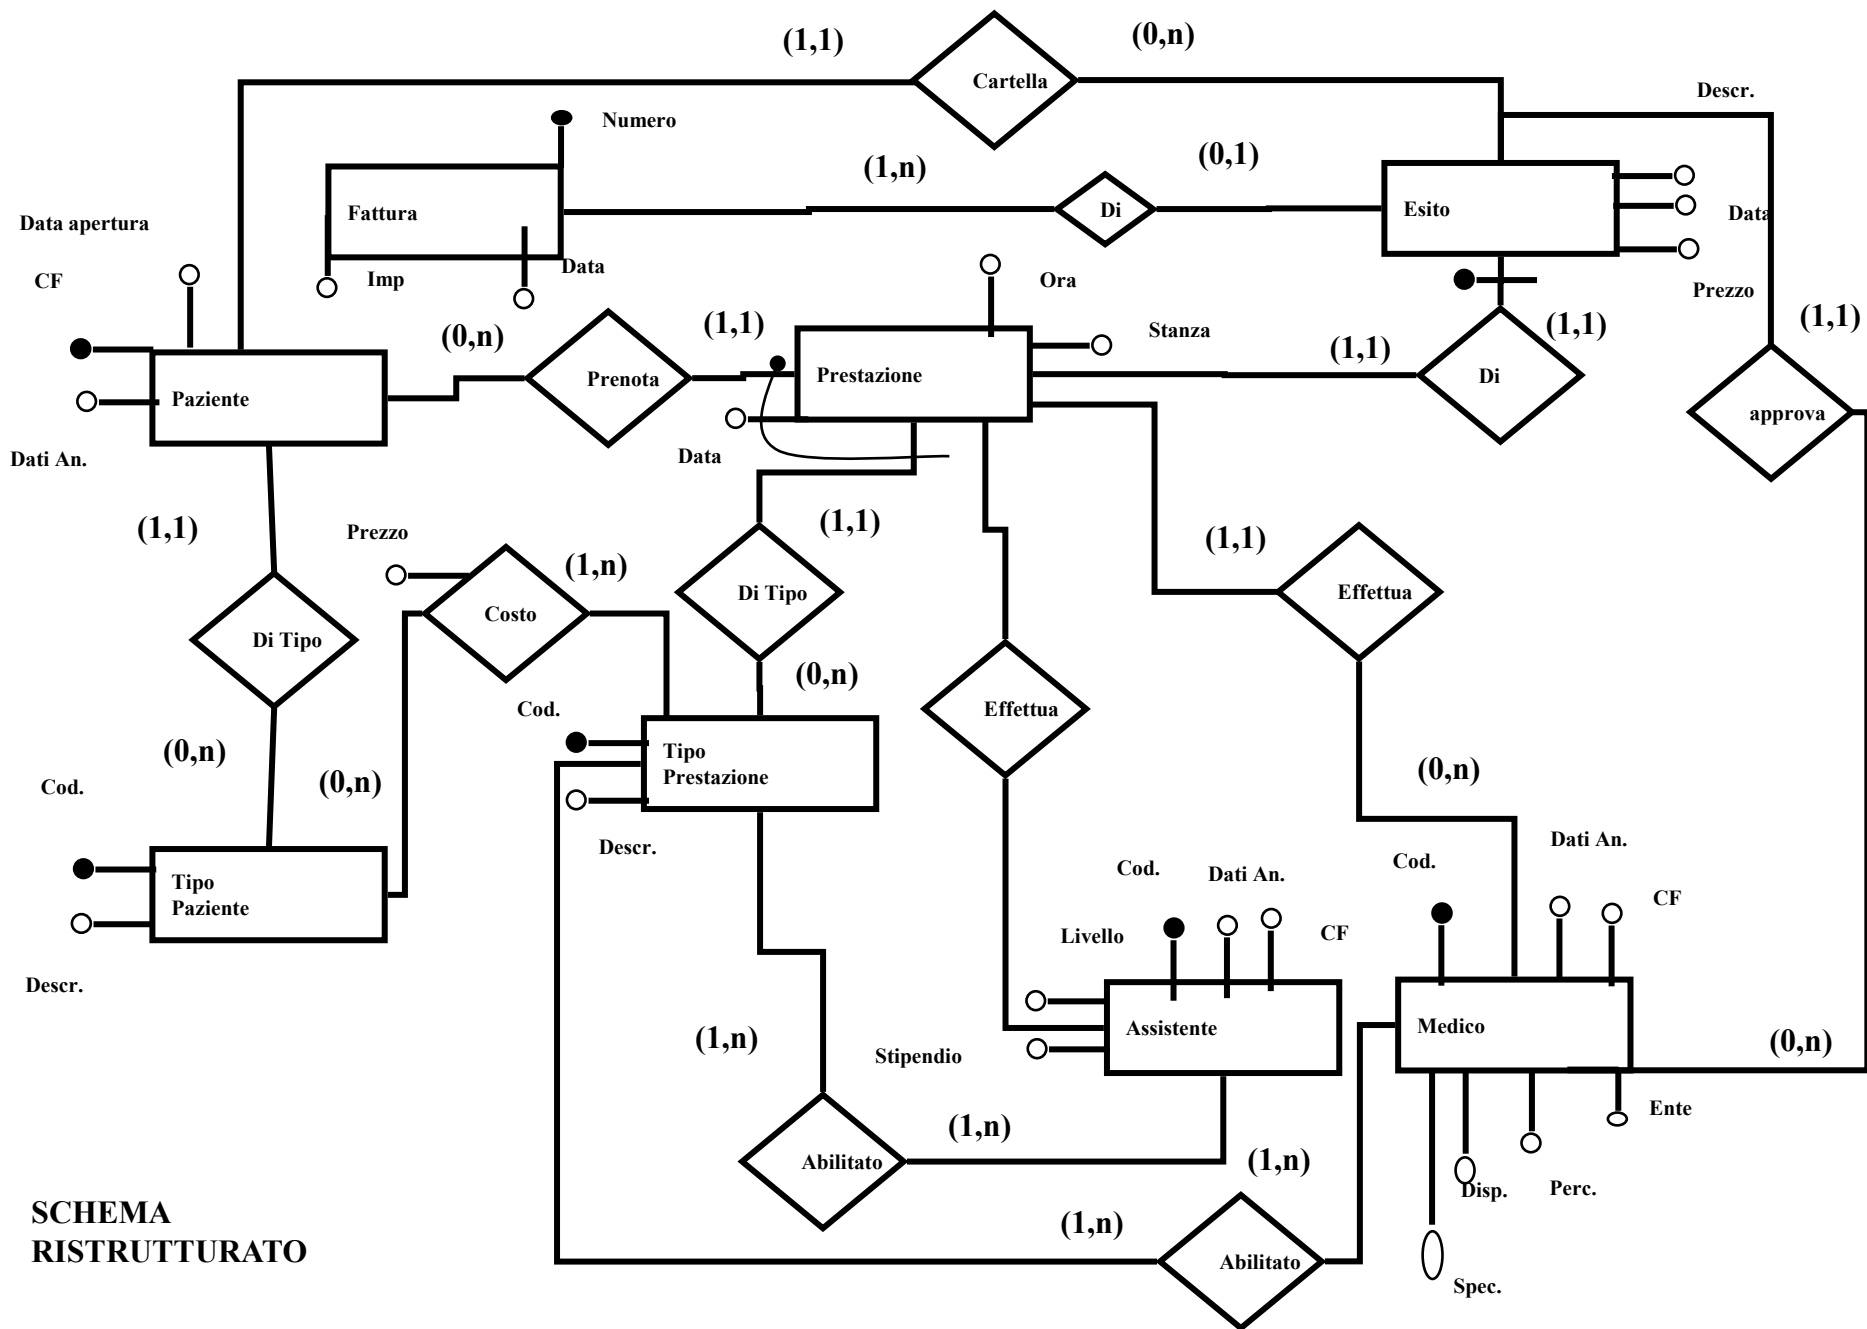 (1,1)
(0,n)
Cartella
Descr.
Numero
(1,n)
(0,1)
Fattura
Di
Esito
Data
Data apertura
CF
Imp
Data
Ora
Prezzo
(0,n)
(1,1)
Stanza
(1,1)
(1,1)
(1,1)
Paziente
Prenota
Prestazione
Di
approva
Dati An.
Data
(1,1)
Prezzo
(1,n)
(1,1)
(1,1)
Di Tipo
Costo
Di Tipo
Effettua
Effettua
(0,n)
(0,n)
(0,n)
(0,n)
Cod.
Cod.
Tipo
Prestazione
Descr.
Tipo
Paziente
Descr.
Cod.
Dati An.
Livello
CF
Cod.
Dati An.
CF
Assistente
Medico
Stipendio
(1,n)
(0,n)
Ente
(1,n)
Abilitato
(1,n)
Disp.
Perc.
(1,n)
Abilitato
Spec.
SCHEMA
RISTRUTTURATO